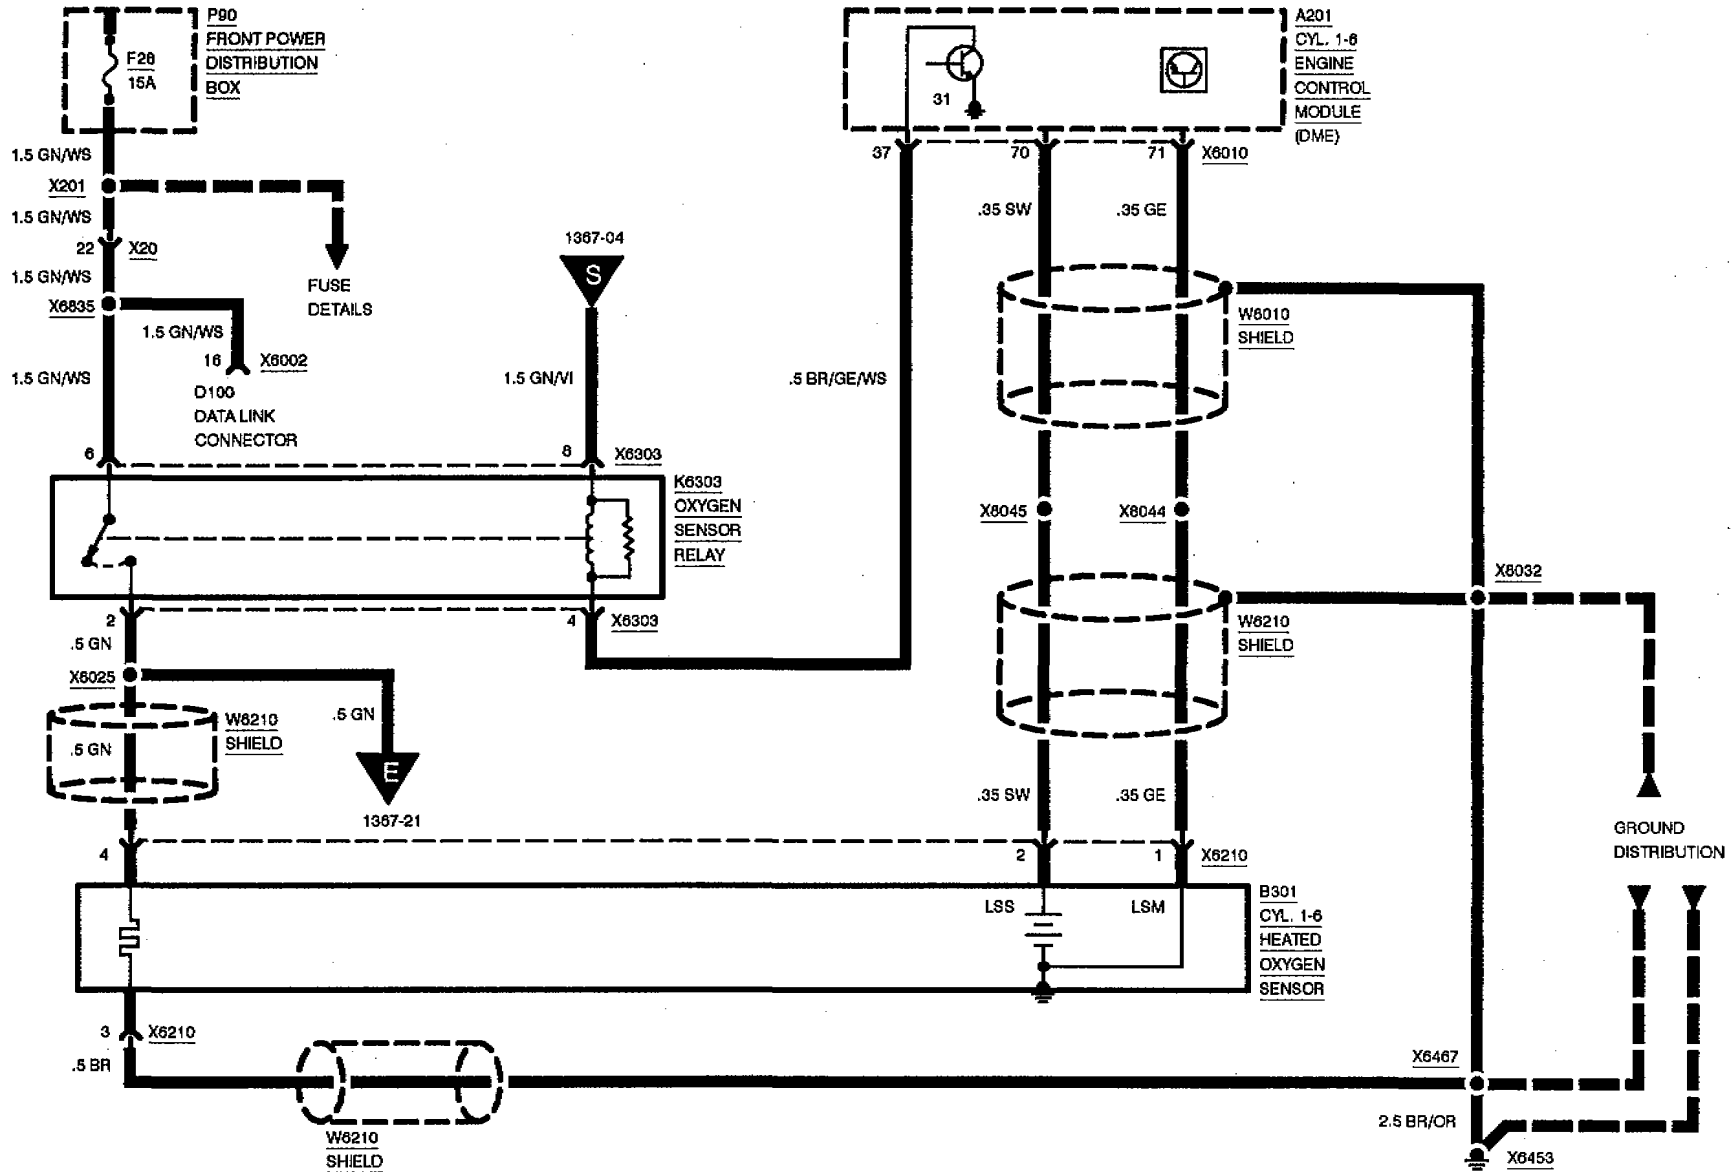 P90
FRONT POWER
DISTRIBUTION
BOX
F28
15A
A201
CYL. 1-6
ENGINE
CONTROL
MODULE
(DME)
31
1.5 GN/WS
37
70
71
X6010
X201
1.5 GN/WS
.35 SW
.35 GE
22
X20
1367-04
S
1.5 GN/WS
FUSE
DETAILS
X6835
1.5 GN/WS
W6010
SHIELD
16
X6002
1.5 GN/WS
D100
DATA LINK
CONNECTOR
1.5 GN/VI
.5 BR/GE/WS
6
8
X6303
K6303
OXYGEN
SENSOR
RELAY
X8045
X8044
X8032
2
4
X6303
W6210
SHIELD
.5 GN
X6025
W6210
SHIELD
.5 GN
.5 GN
E
1367-21
.35 SW
.35 GE
GROUND
DISTRIBUTION
4
2
1
X6210
LSS
LSM
B301
CYL. 1-6
HEATED
OXYGEN
SENSOR
3
X6210
.5 BR
X6467
W6210
SHIELD
2.5 BR/OR
X6453